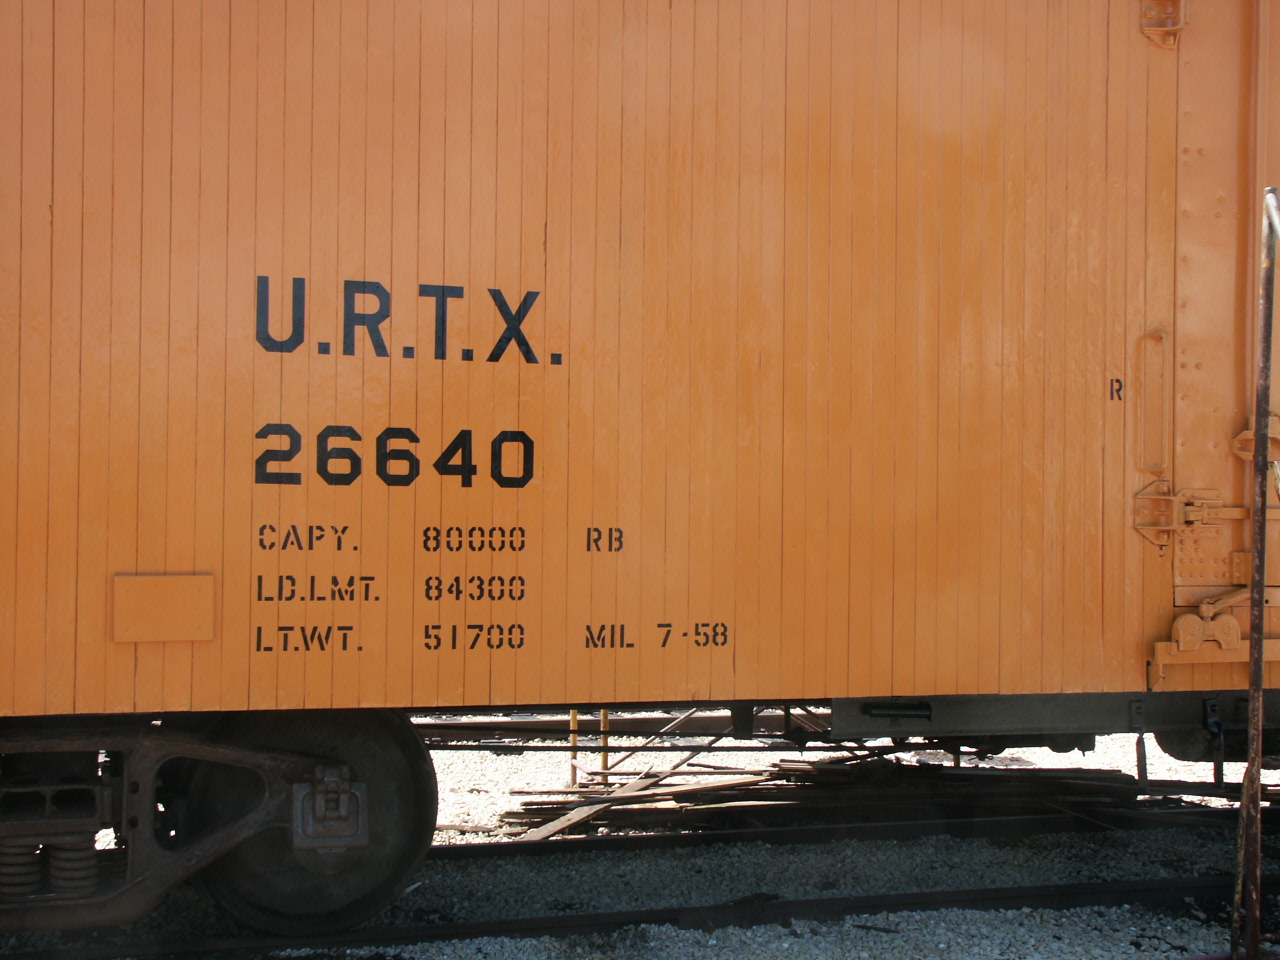 U.R.T.X.
26640
CAPY. 80000 RB
LD.LMT. 84300
LT.WT. 51700 MIL 7-58
R